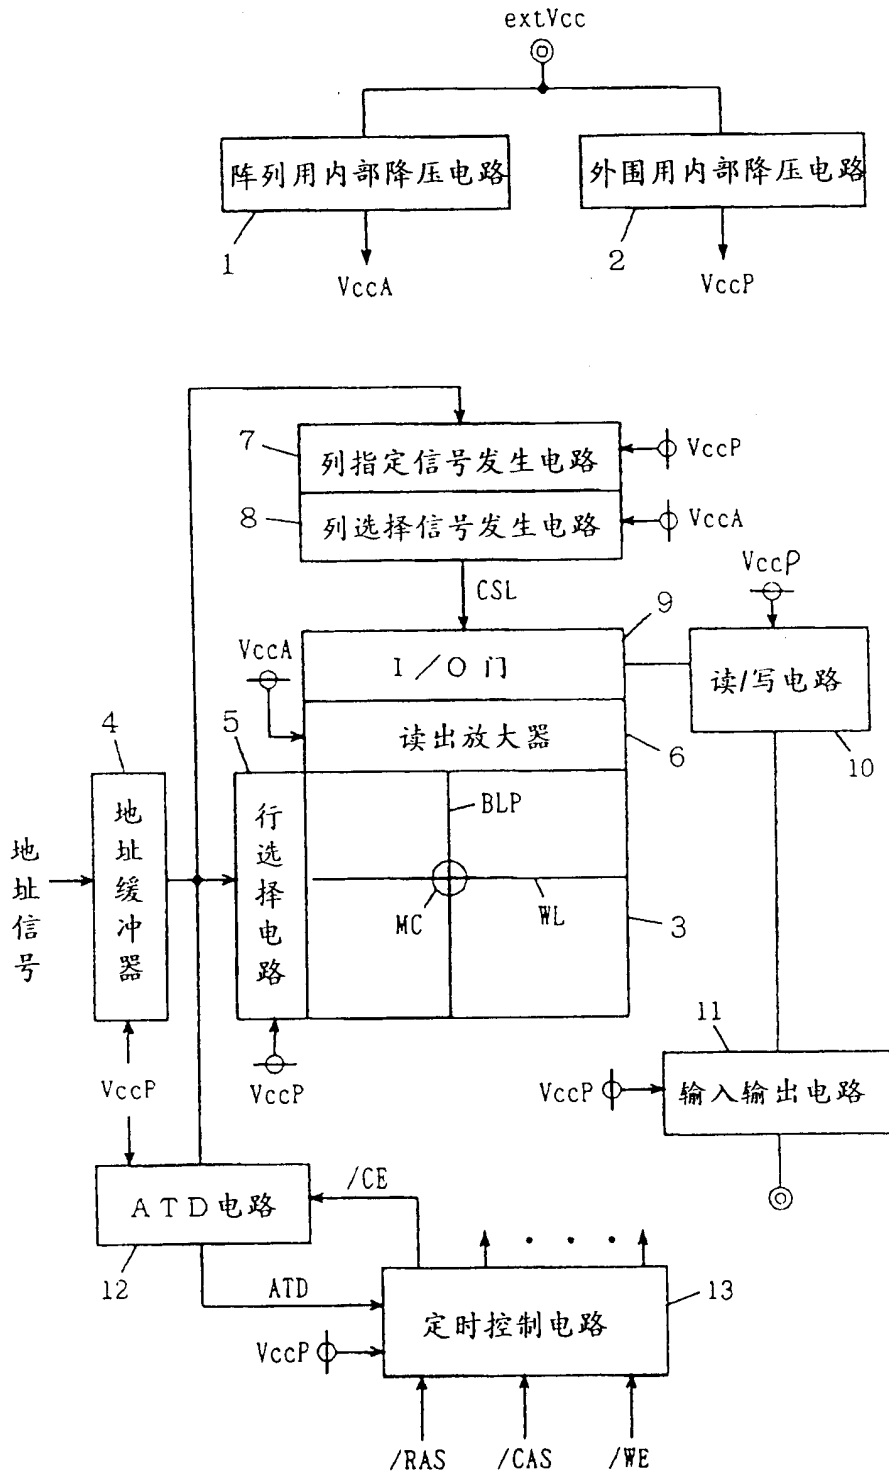 extVcc
阵列用内部降压电路
外围用内部降压电路
1
2
VccA
VccP
7
列指定信号发生电路
VccP
8
列选择信号发生电路
VccA
CSL
VccP
9
VccA
I/O门
读/写电路
4
5
读出放大器
6
10
地址信号
地址缓冲器
行选择电路
BLP
MC
WL
3
11
VccP
VccP
VccP
输入输出电路
/CE
ATD电路
12
ATD
13
定时控制电路
VccP
/RAS
/CAS
/WE